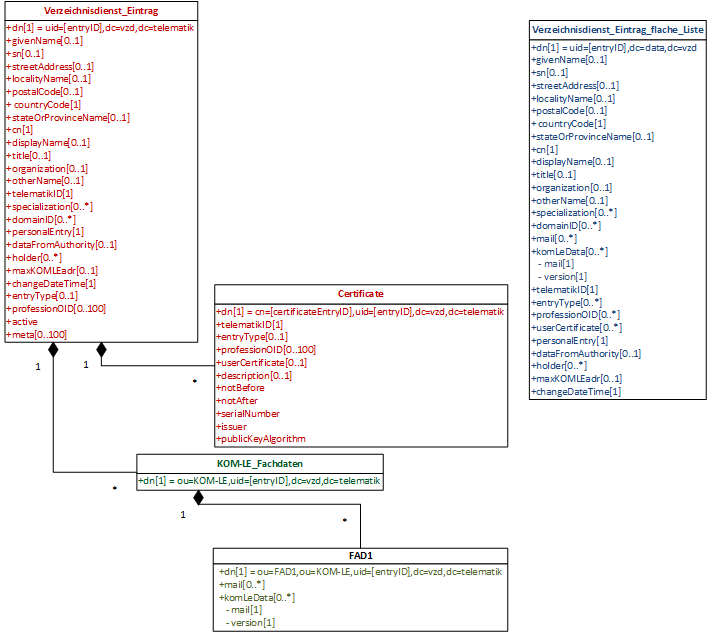 Verzeichnisdienst_Eintrag
+dn[1] = uid=[entryID],dc=vzd,dc=telematik
+givenName[0..1]
+sn[0..1]
+streetAddress[0..1]
+localityName[0..1]
+postalCode[0..1]
+ countryCode[1]
+stateOrProvinceName[0..1]
+cn[1]
+displayName[0..1]
+title[0..1]
+organization[0..1]
+otherName[0..1]
+telematikID[1]
+specialization[0..*]
+domainID[0..*]
+personalEntry[1]
+dataFromAuthority[0..1]
+holder[0..*]
+maxKOMLEadr[0..1]
+changeDateTime[1]
+entryType[0..1]
+professionOID[0..100]
+active
+meta[0..100]
1
1
*
*
Certificate
+dn[1] = cn=[certificateEntryID],uid=[entryID],dc=vzd,dc=telematik
+telematikID[1]
+entryType[0..1]
+professionOID[0..100]
+userCertificate[0..1]
+description[0..1]
+notBefore
+notAfter
+serialNumber
+issuer
+publicKeyAlgorithm
KOM-LE_Fachdaten
+dn[1] = ou=KOM-LE,uid=[entryID],dc=vzd,dc=telematik
1
*
FAD1
+dn[1] = ou=FAD1,ou=KOM-LE,uid=[entryID],dc=vzd,dc=telematik
+mail[0..*]
+komLeData[0..*]
- mail[1]
- version[1]
Verzeichnisdienst_Eintrag_flache_Liste
+dn[1] = uid=[entryID],dc=data,dc=vzd
+givenName[0..1]
+sn[0..1]
+streetAddress[0..1]
+localityName[0..1]
+postalCode[0..1]
+ countryCode[1]
+stateOrProvinceName[0..1]
+cn[1]
+displayName[0..1]
+title[0..1]
+organization[0..1]
+otherName[0..1]
+specialization[0..*]
+domainID[0..*]
+mail[0..*]
+komLeData[0..*]
- mail[1]
- version[1]
+telematikID[1]
+entryType[0..*]
+professionOID[0..*]
+userCertificate[0..*]
+personalEntry[1]
+dataFromAuthority[0..1]
+holder[0..*]
+maxKOMLEadr[0..1]
+changeDateTime[1]